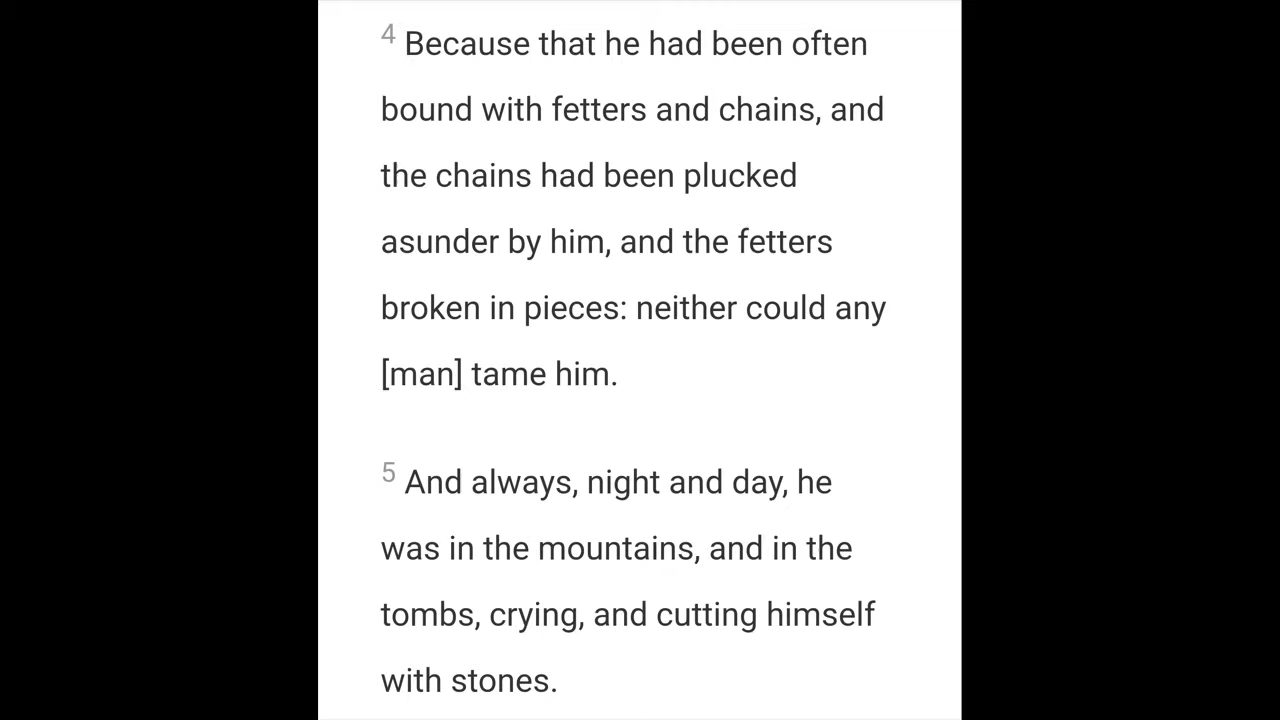 4 Because that he had been often
bound with fetters and chains, and
the chains had been plucked
asunder by him, and the fetters
broken in pieces: neither could any
[man] tame him.
5 And always, night and day, he
was in the mountains, and in the
tombs, crying, and cutting himself
with stones.